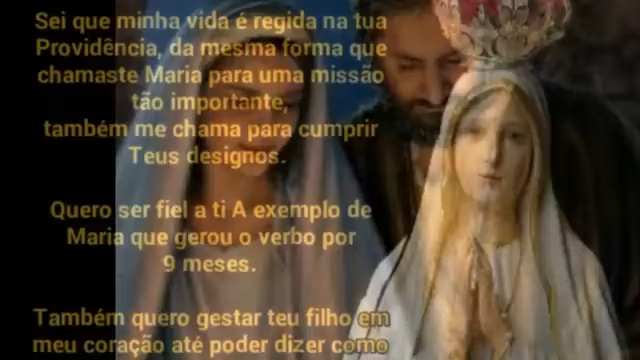 Sei que minha vida é regida na tua
Providência, da mesma forma que
chamaste Maria para uma missão
tão importante,
também me chama para cumprir
Teus designos.
Quero ser fiel a ti A exemplo de
Maria que gerou o verbo por
9 meses.
Também quero gestar teu filho em
meu coração até poder dizer como